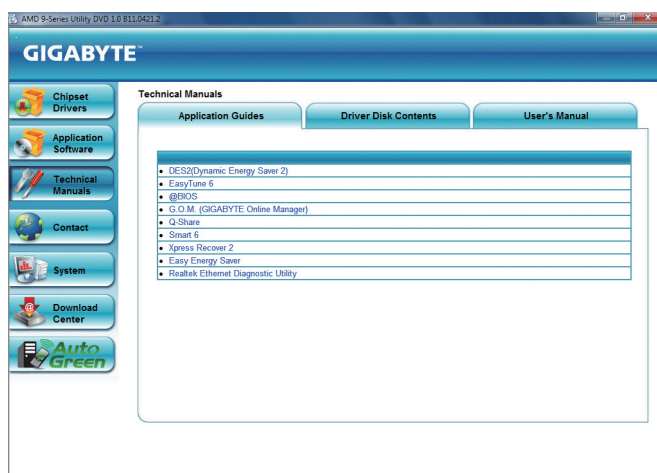 AMD 9-Series Utility DVD 1.0 B11.0421.2
GIGABYTE™
Chipset
Drivers
Application
Software
Technical
Manuals
Contact
System
Download
Center
Auto
Green
Technical Manuals
Application Guides
Driver Disk Contents
User's Manual
• DES2(Dynamic Energy Saver 2)
• EasyTune 6
• @BIOS
• G.O.M. (GIGABYTE Online Manager)
• Q-Share
• Smart 6
• Xpress Recover 2
• Easy Energy Saver
• Realtek Ethernet Diagnostic Utility